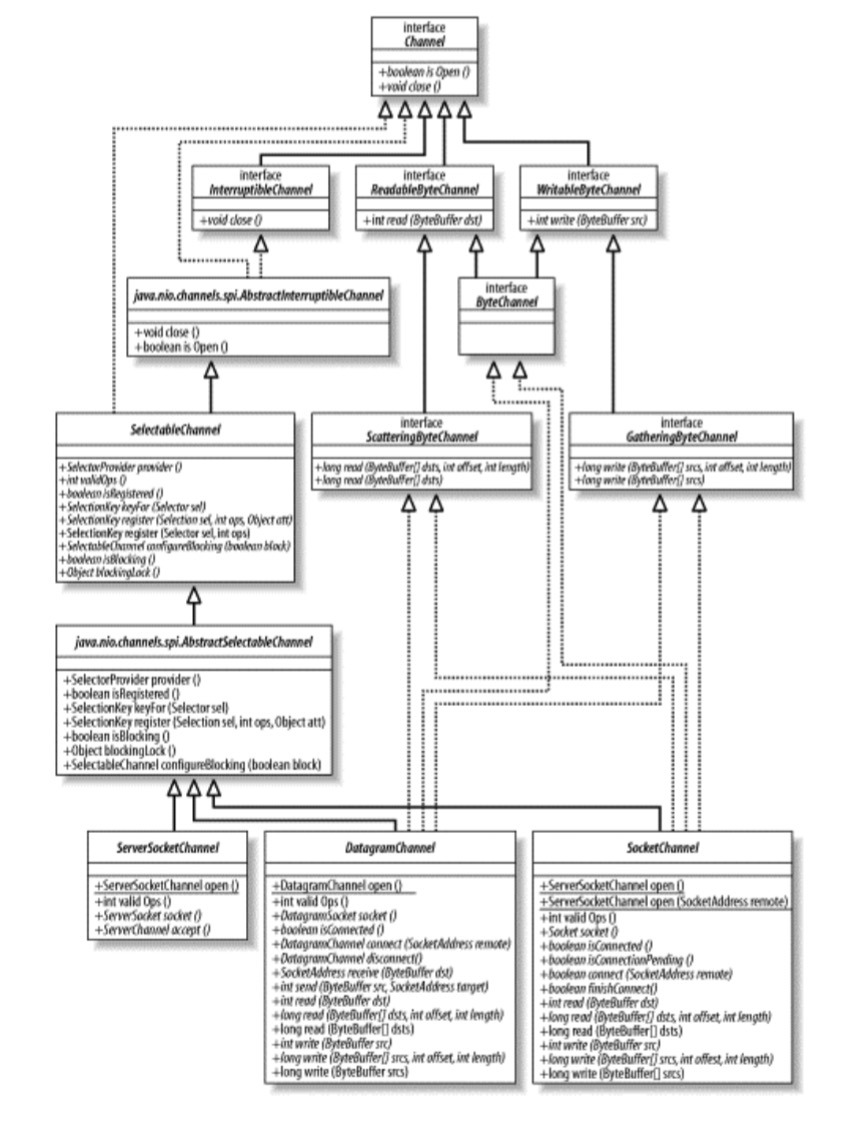 interface
Channel
+boolean is Open ()
+void close ()
interface
InterruptibleChannel
+void close ()
interface
ReadableByteChannel
+int read (ByteBuffer dst)
interface
WritableByteChannel
+int write (ByteBuffer src)
java.nio.channels.spi.AbstractInterruptibleChannel
+void close ()
+boolean is Open ()
interface
ByteChannel
SelectableChannel
+SelectorProvider provider ()
+int validOps ()
+boolean isRegistered ()
+SelectionKey keyFor (Selector sel)
+SelectionKey register (Selection sel, int ops, Object att)
+SelectionKey register (Selector sel, int ops)
+SelectableChannel configureBlocking (boolean block)
+boolean isBlocking ()
+Object blockingLock ()
interface
ScatteringByteChannel
+long read (ByteBuffer[] dsts, int offset, int length)
+long read (ByteBuffer[] dsts)
interface
GatheringByteChannel
+long write (ByteBuffer[] srcs, int offset, int length)
+long write (ByteBuffer[] srcs)
java.nio.channels.spi.AbstractSelectableChannel
+SelectorProvider provider ()
+boolean isRegistered ()
+SelectionKey keyFor (Selector sel)
+SelectionKey register (Selection sel, int ops, Object att)
+boolean isBlocking ()
+Object blockingLock ()
+SelectableChannel configureBlocking (boolean block)
ServerSocketChannel
+ServerSocketChannel open ()
+int valid Ops ()
+ServerSocket socket ()
+ServerChannel accept ()
DatagramChannel
+DatagramChannel open ()
+int valid Ops ()
+DatagramSocket socket ()
+boolean isConnected ()
+DatagramChannel connect (SocketAddress remote)
+DatagramChannel disconnect()
+SocketAddress receive (ByteBuffer dst)
+int send (ByteBuffer src, SocketAddress target)
+int read (ByteBuffer dst)
+long read (ByteBuffer[] dsts, int offset, int length)
+long read (ByteBuffer[] dsts)
+int write (ByteBuffer src)
+long write (ByteBuffer[] srcs, int offset, int length)
+long write (ByteBuffer srcs)
SocketChannel
+ServerSocketChannel open ()
+ServerSocketChannel open (SocketAddress remote)
+int valid Ops ()
+Socket socket ()
+boolean isConnected ()
+boolean isConnectionPending ()
+boolean connect (SocketAddress remote)
+boolean finishConnect()
+int read (ByteBuffer dst)
+long read (ByteBuffer[] dsts, int offset, int length)
+long read (ByteBuffer[] dsts)
+int write (ByteBuffer src)
+long write (ByteBuffer[] srcs, int offest, int length)
+long write (ByteBuffer[] srcs)